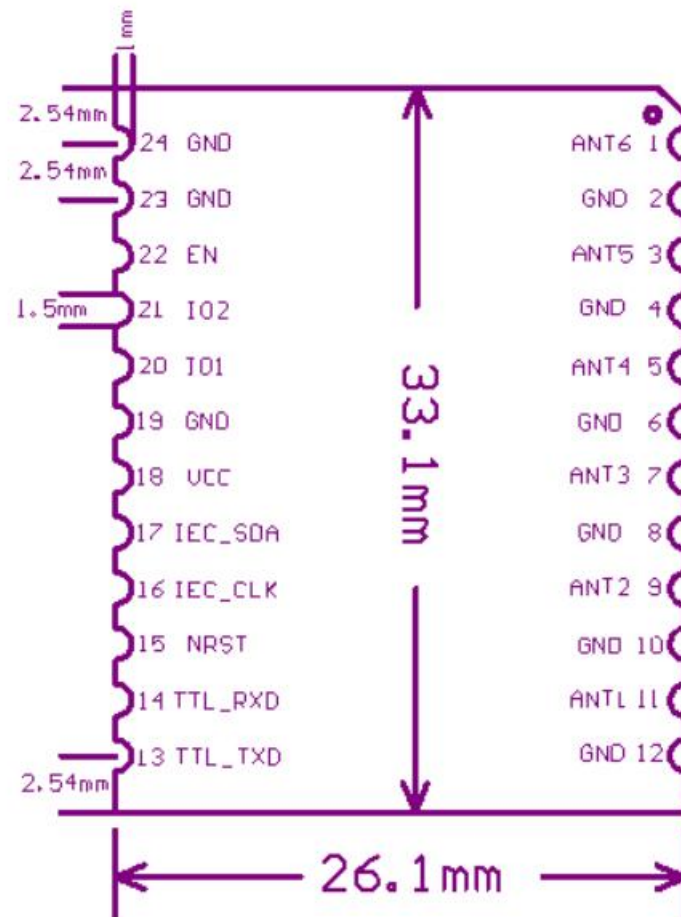 1mm
2.54mm
24 GND ANT6 1
2.54mm
23 GND GND 2
22 EN ANT5 3
1.5mm 21 IO2 GND 4
20 IO1 ANT4 5
19 GND GND 6
18 VCC ANT3 7
33.1mm
17 IEC_SDA GND 8
16 IEC_CLK ANT2 9
15 NRST GND 10
14 TTL_RXD ANT1 11
13 TTL_TXD GND 12
2.54mm
26.1mm